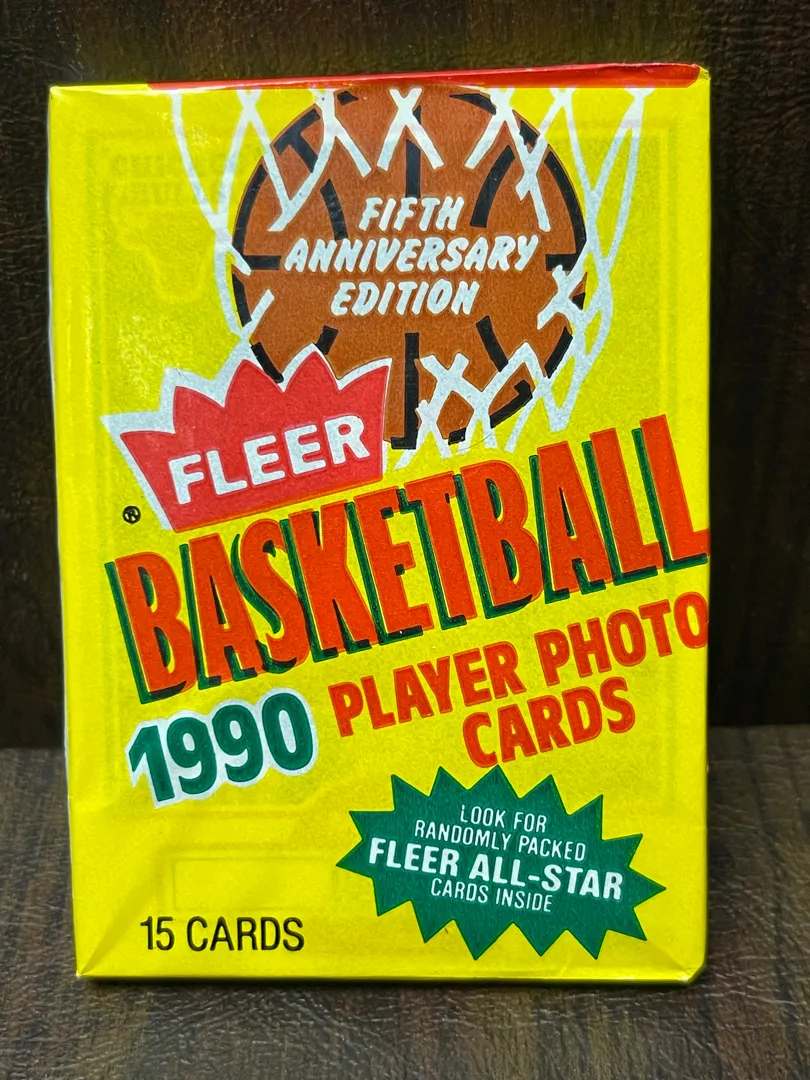 FIFTH
ANNIVERSARY
EDITION
FLEER
®
BASKETBALL
1990
PLAYER PHOTO
CARDS
LOOK FOR
RANDOMLY PACKED
FLEER ALL-STAR
CARDS INSIDE
15 CARDS